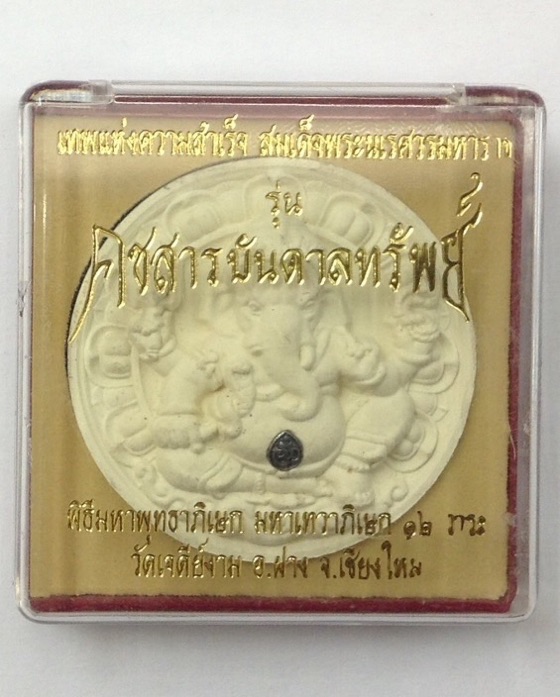 เทพแห่งความสำเร็จ สมเด็จพระนเรศวรมหาราช
รุ่น
คชสารบันดาลทรัพย์
พิธีมหาพุทธาภิเษก มหาเทวาภิเษก ๑๒ วาระ
วัดเจดีย์งาม อ.ฝาง จ.เชียงใหม่